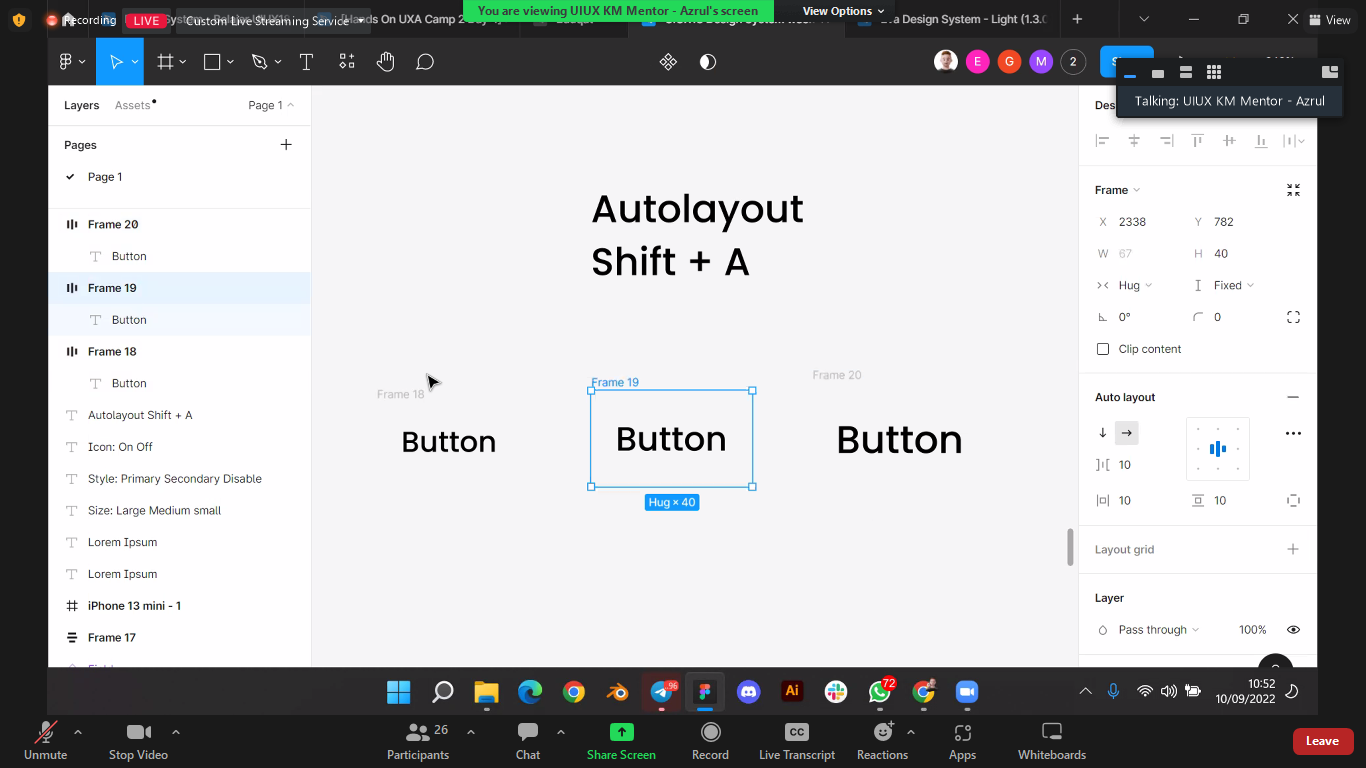 Recording
LIVE
Custom Live Streaming Service
You are viewing UIUX KM Mentor - Azrul's screen
View Options
Eva Design System - Light (1.3.0
View
E
G
M
2
Talking: UIUX KM Mentor - Azrul
Layers
Assets
Page 1
Pages
Page 1
Frame 20
Button
Frame 19
Button
Frame 18
Button
Autolayout Shift + A
Icon: On Off
Style: Primary Secondary Disable
Size: Large Medium small
Lorem Ipsum
Lorem Ipsum
iPhone 13 mini - 1
Frame 17
Autolayout
Shift + A
Frame 18
Button
Frame 19
Button
Hug × 40
Frame 20
Button
Frame
X 2338
Y 782
W 67
H 40
Hug
Fixed
0°
0
Clip content
Auto layout
10
10
10
Layout grid
Layer
Pass through
100%
96
Ai
72
10:52
10/09/2022
Unmute
Stop Video
Participants
26
Chat
Share Screen
Record
CC
Live Transcript
Reactions
Apps
Whiteboards
Leave